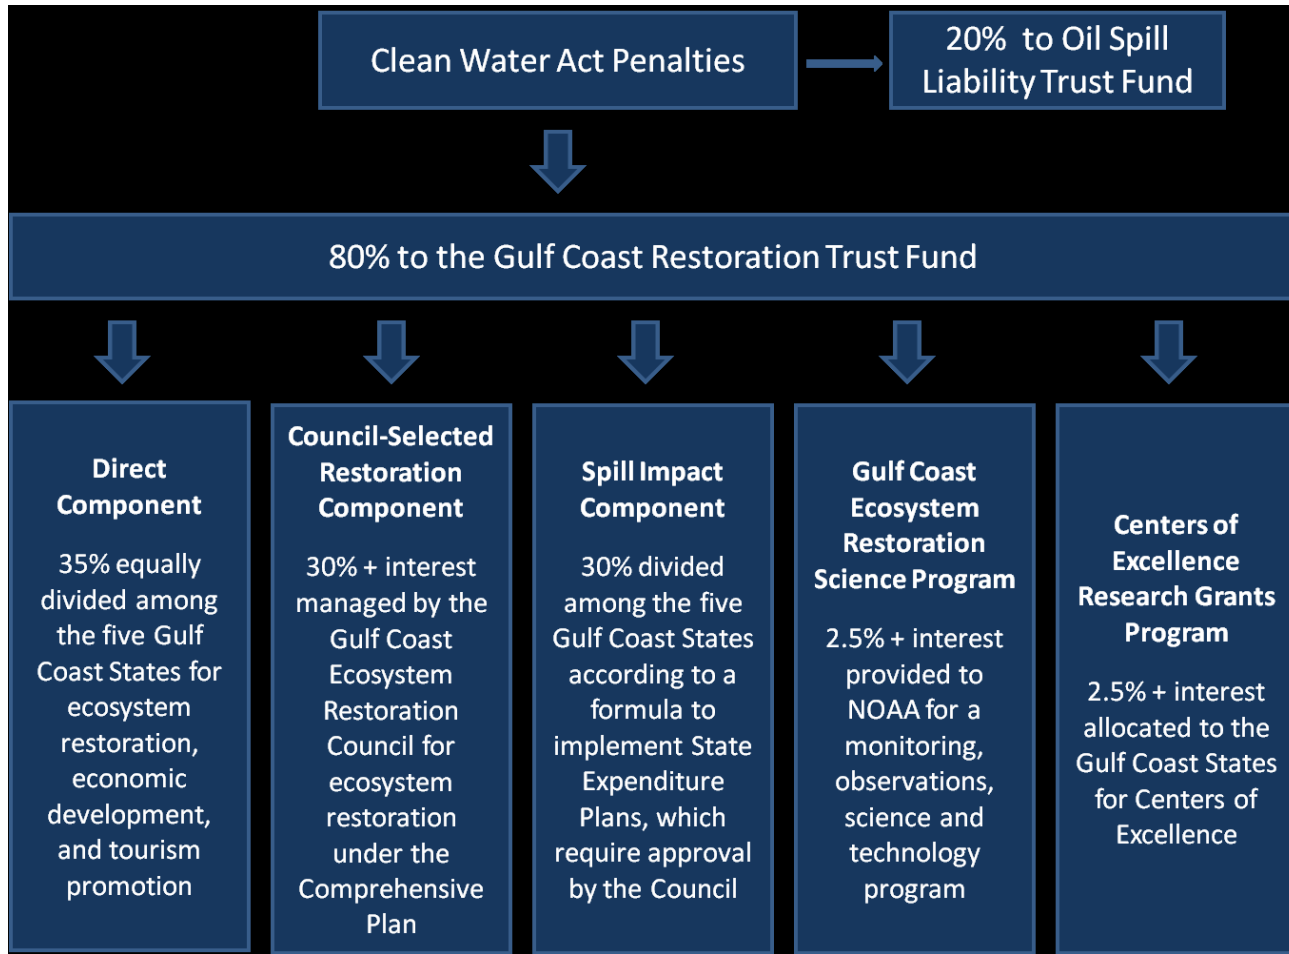 Clean Water Act Penalties
20% to Oil Spill
Liability Trust Fund
80% to the Gulf Coast Restoration Trust Fund
Direct
Component
35% equally
divided among
the five Gulf
Coast States for
ecosystem
restoration,
economic
development,
and tourism
promotion
Council-Selected
Restoration
Component
30% + interest
managed by the
Gulf Coast
Ecosystem
Restoration
Council for
ecosystem
restoration
under the
Comprehensive
Plan
Spill Impact
Component
30% divided
among the five
Gulf Coast States
according to a
formula to
implement State
Expenditure
Plans, which
require approval
by the Council
Gulf Coast
Ecosystem
Restoration
Science Program
2.5% + interest
provided to
NOAA for a
monitoring,
observations,
science and
technology
program
Centers of
Excellence
Research Grants
Program
2.5% + interest
allocated to the
Gulf Coast States
for Centers of
Excellence